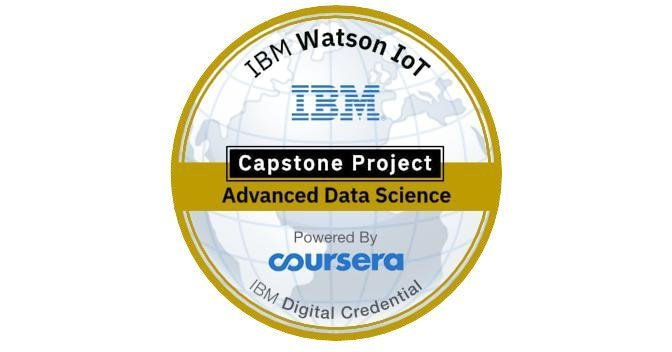 IBM Watson IoT
IBM
Capstone Project
Advanced Data Science
Powered By
coursera
IBM Digital Credential